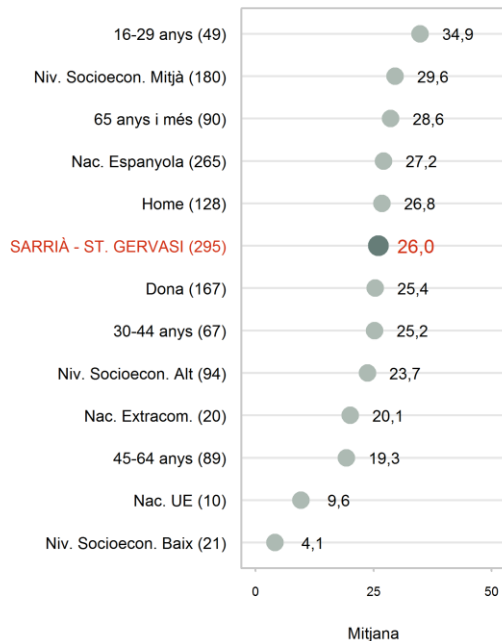 16-29 anys (49) 34,9
Niv. Socioecon. Mitjà (180) 29,6
65 anys i més (90) 28,6
Nac. Espanyola (265) 27,2
Home (128) 26,8
SARRIÀ - ST. GERVASI (295) 26,0
Dona (167) 25,4
30-44 anys (67) 25,2
Niv. Socioecon. Alt (94) 23,7
Nac. Extracom. (20) 20,1
45-64 anys (89) 19,3
Nac. UE (10) 9,6
Niv. Socioecon. Baix (21) 4,1
0 25 50
Mitjana